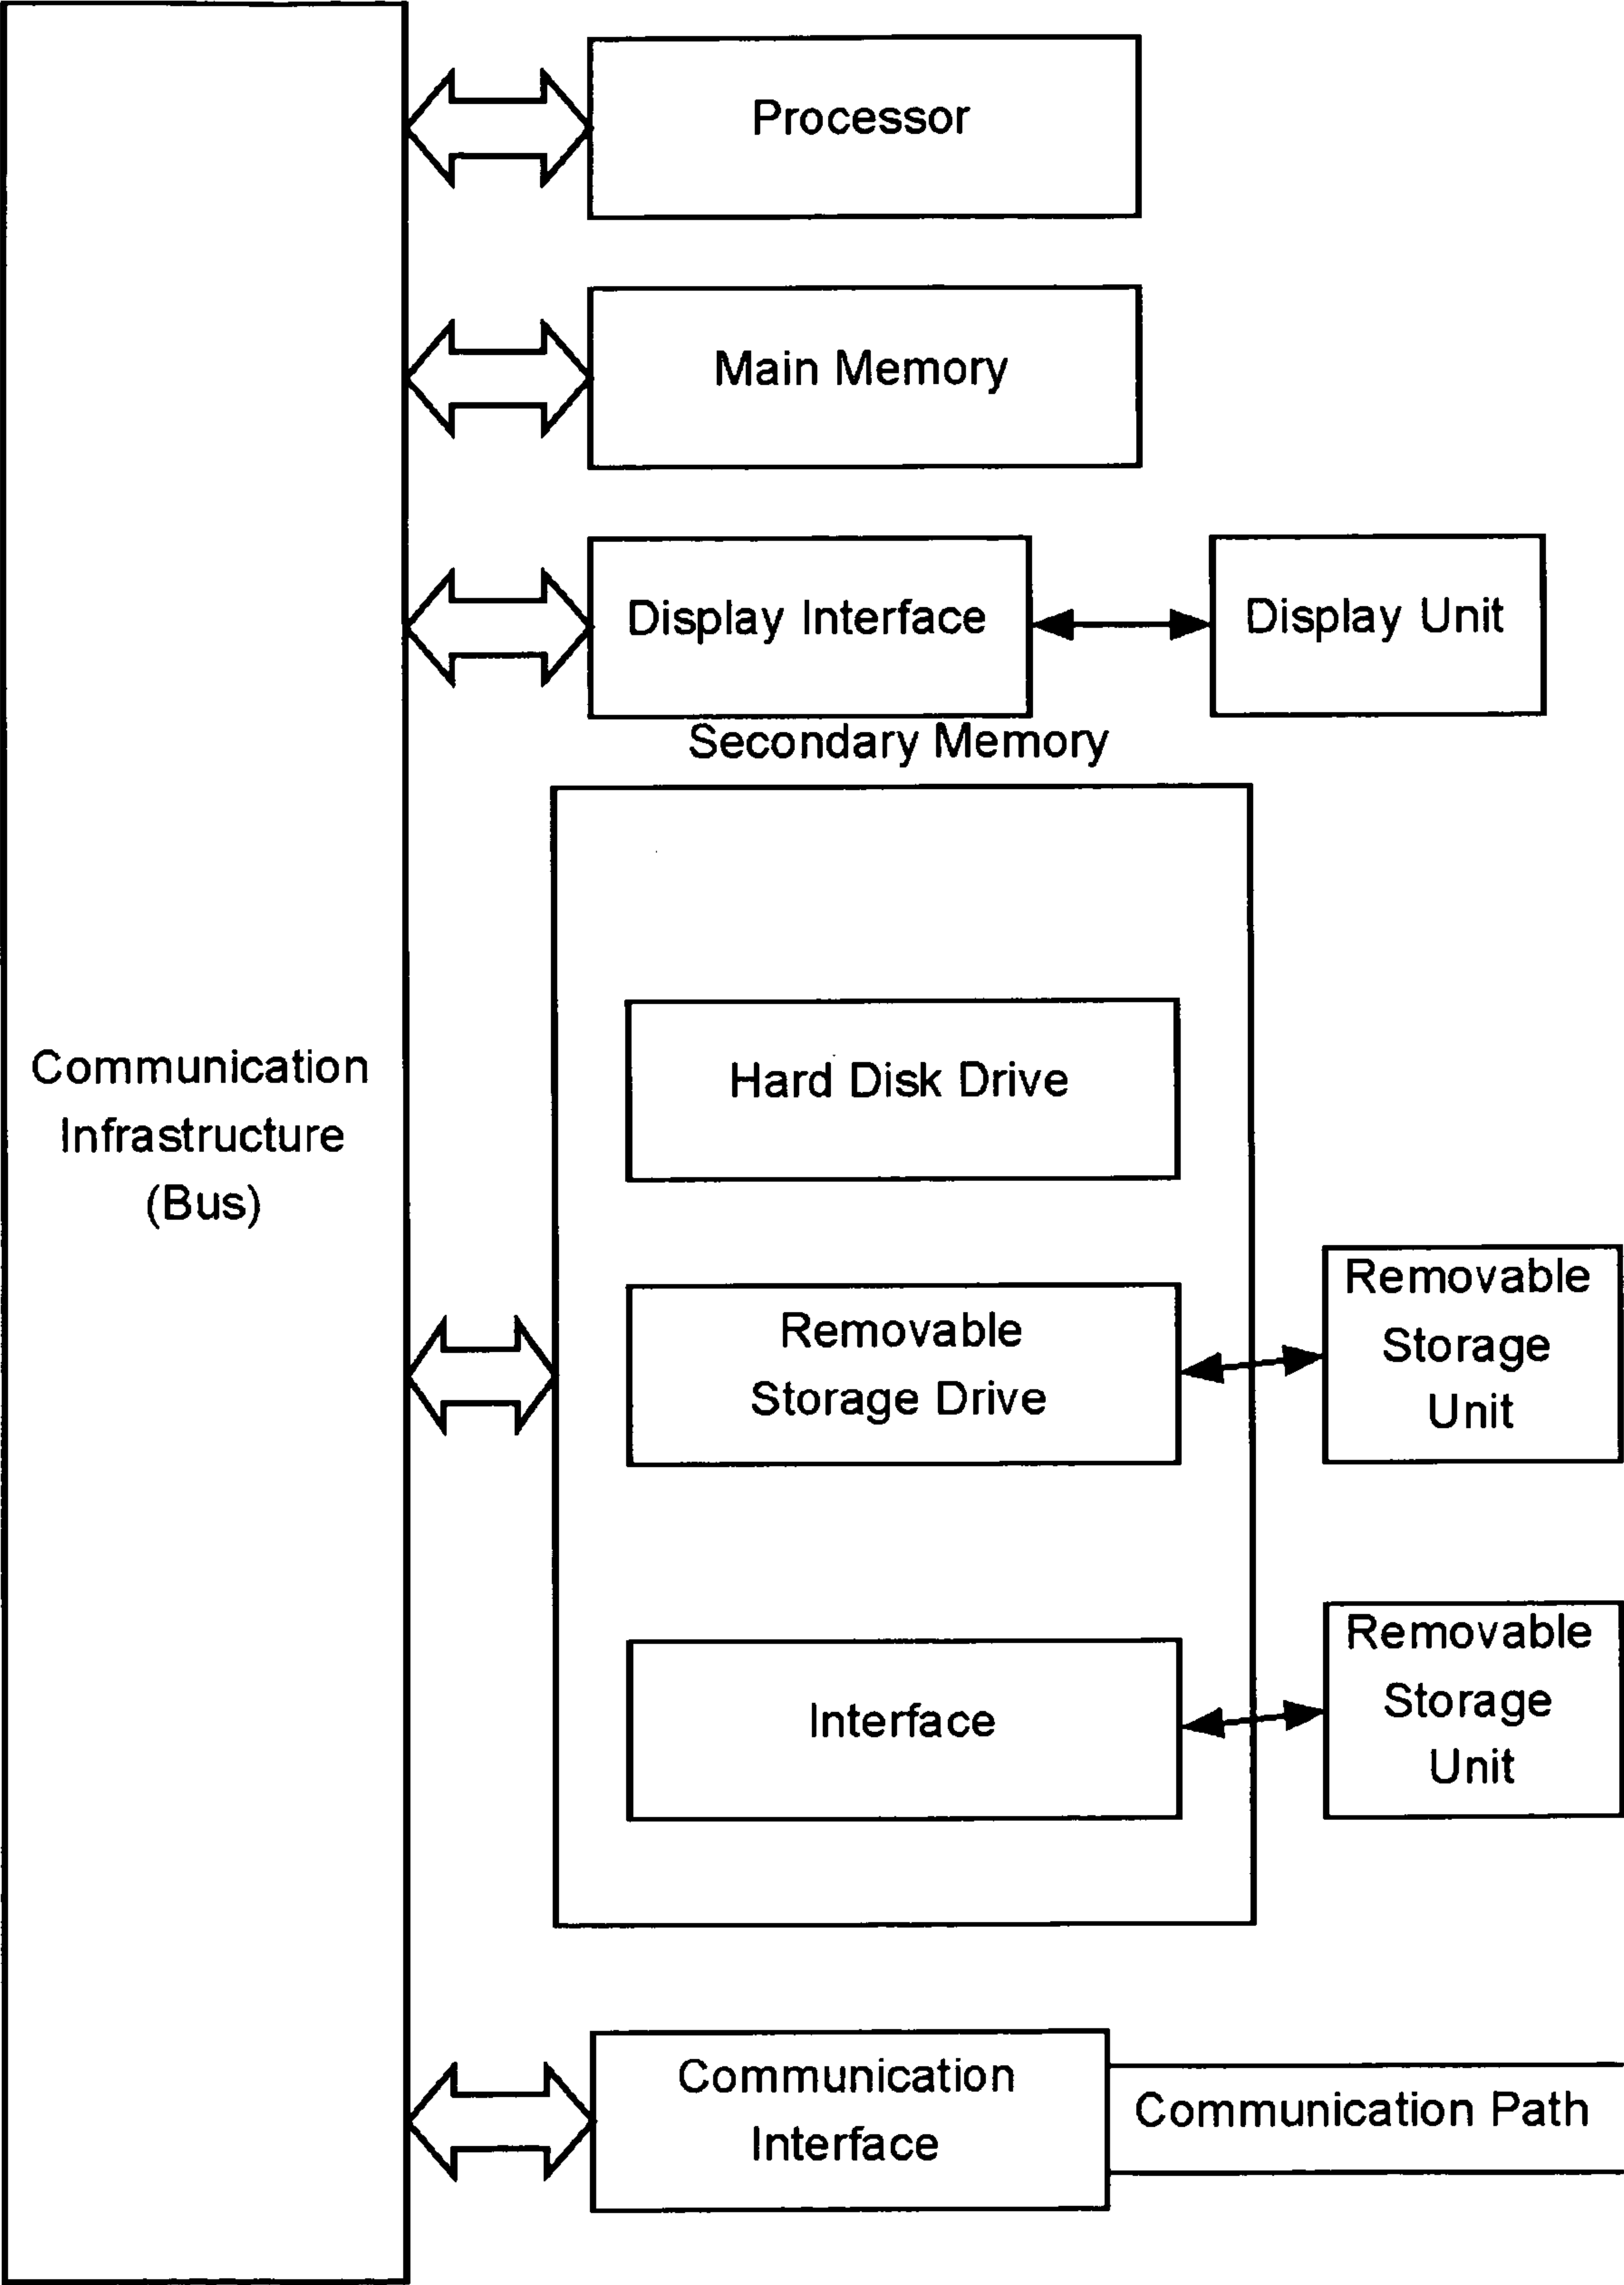 Processor
Main Memory
Display Interface
Display Unit
Secondary Memory
Hard Disk Drive
Communication
Infrastructure
(Bus)
Removable
Storage Drive
Removable
Storage
Unit
Interface
Removable
Storage
Unit
Communication
Interface
Communication Path